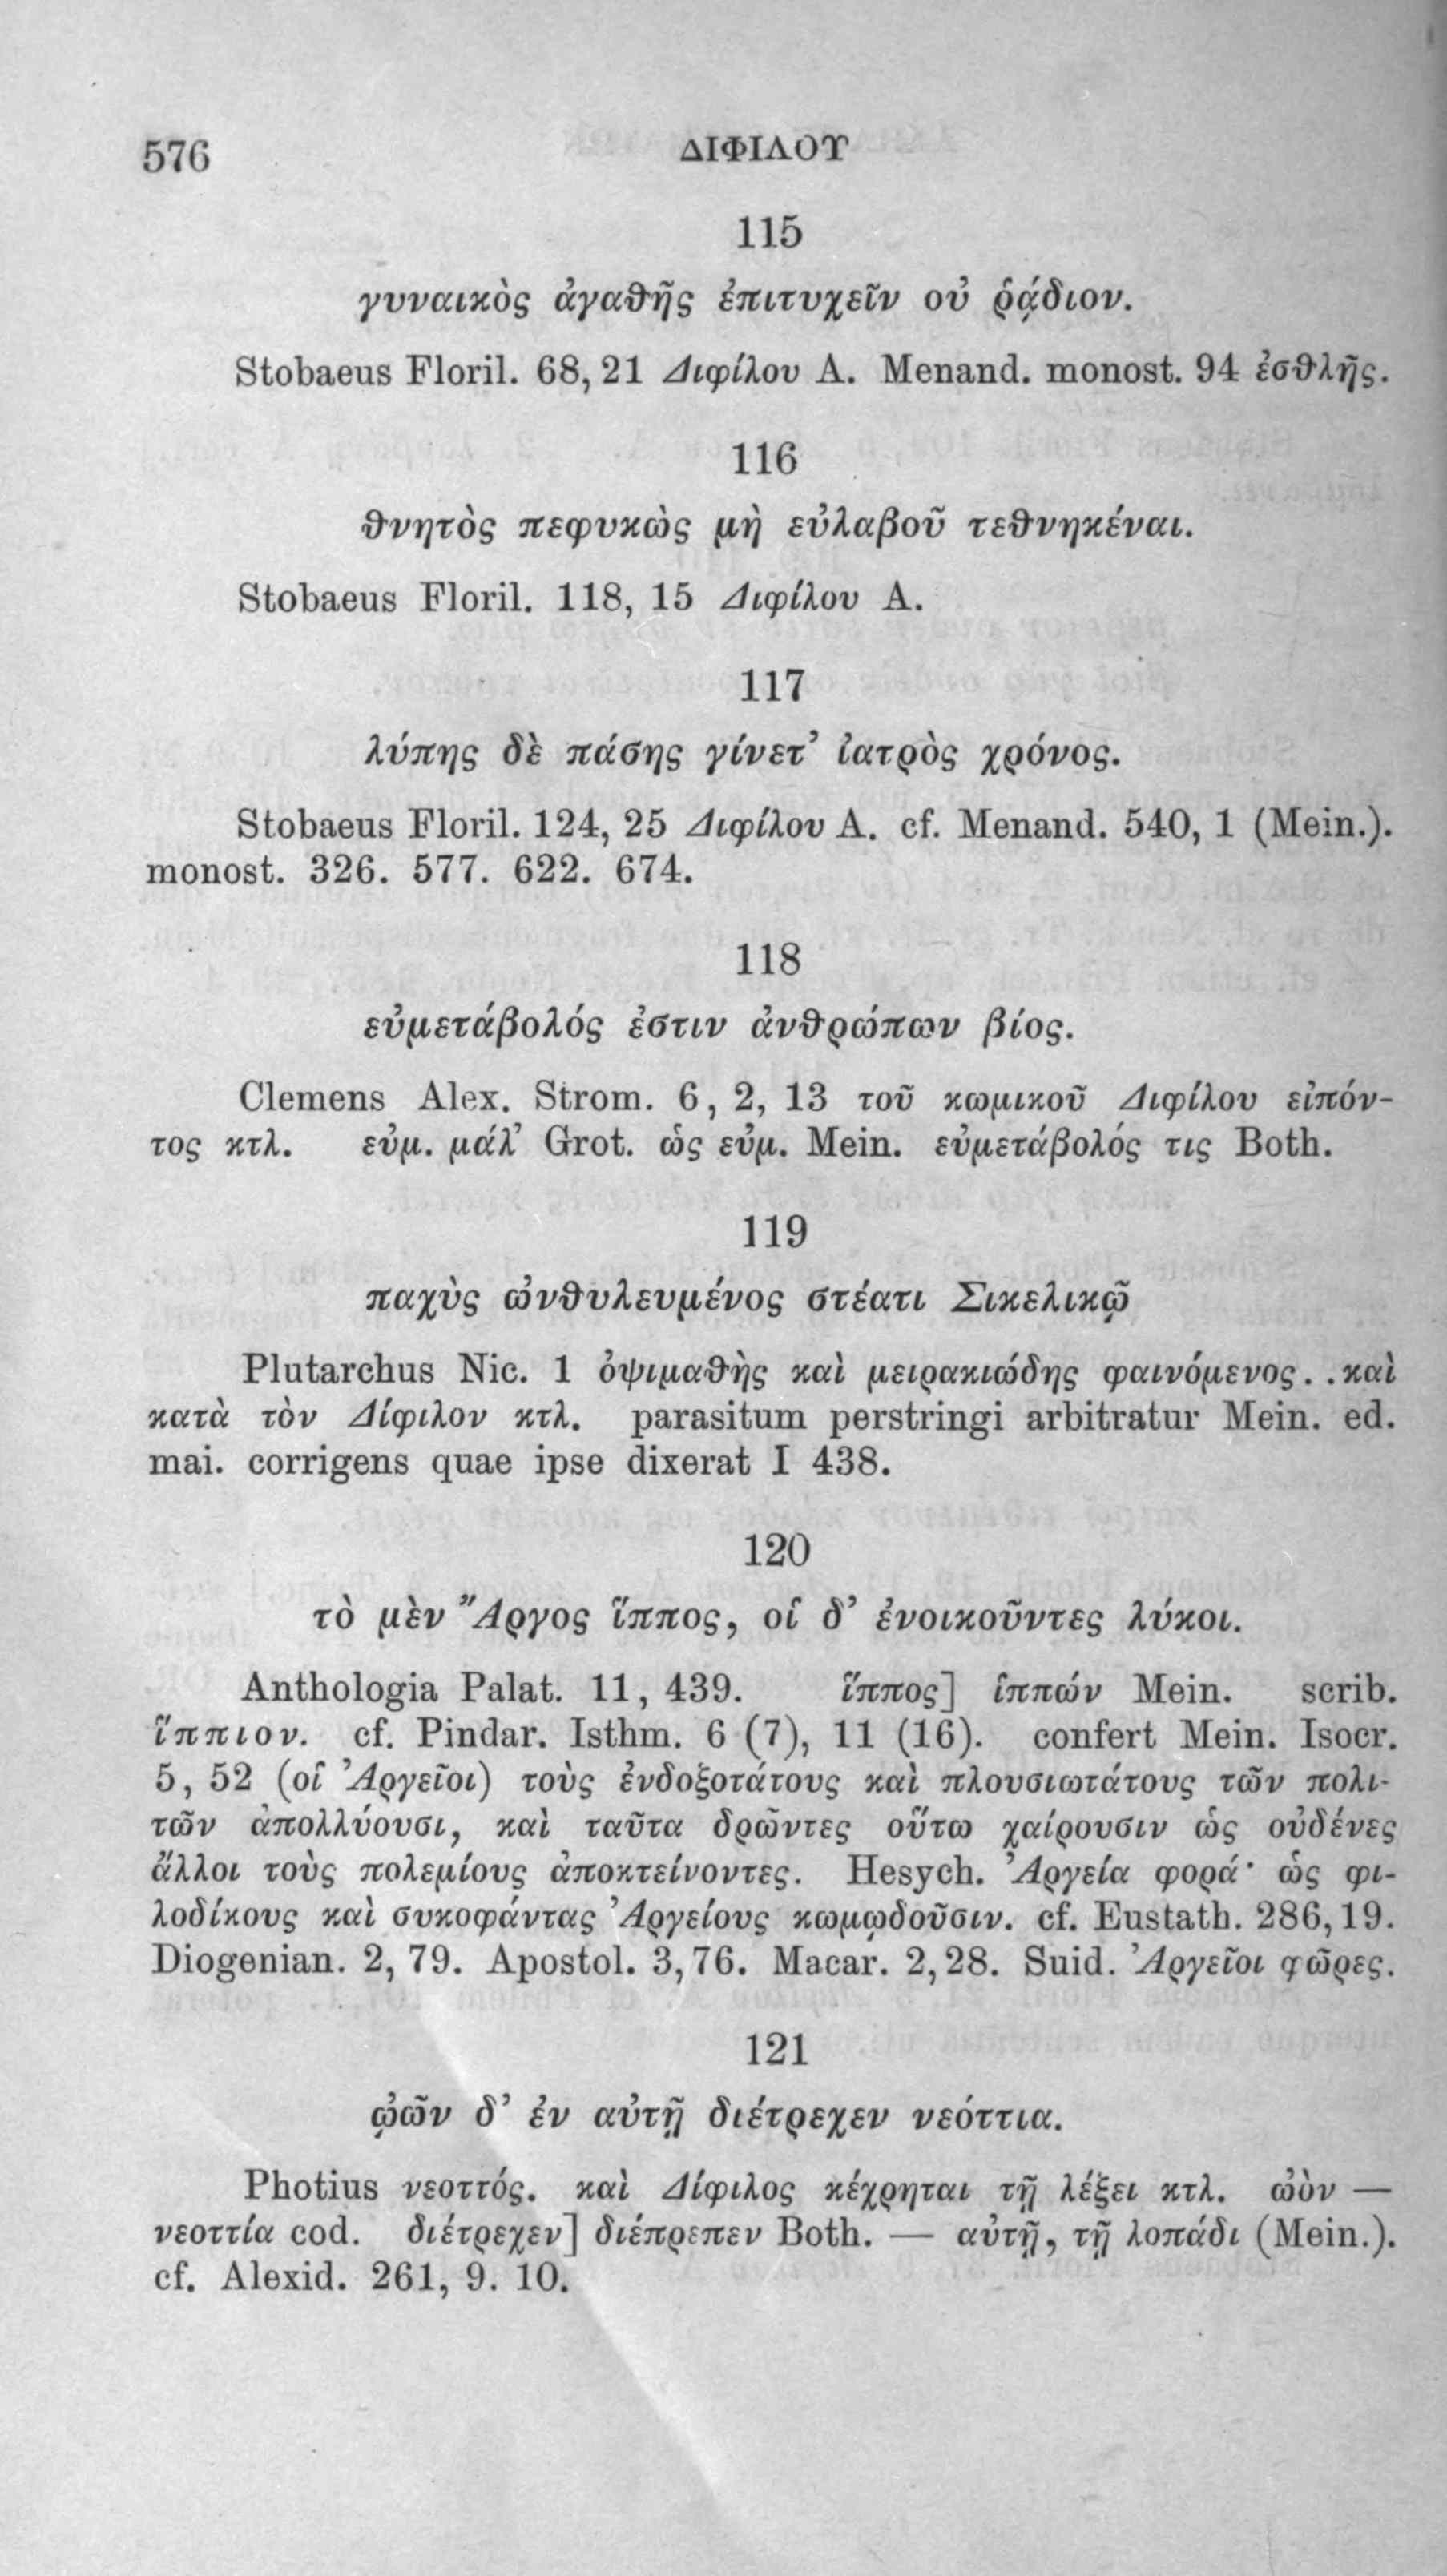 576
ΔΙΦΙΛΟΥ
115
γυναικὸς ἀγαθῆς ἐπιτυχεῖν οὐ ῥᾴδιον.
Stobaeus Floril. 68, 21 Διφίλου A. Menand. monost. 94 ἐσθλῆς.
116
θνητὸς πεφυκὼς μὴ εὐλαβοῦ τεθνηκέναι.
Stobaeus Floril. 118, 15 Διφίλου A.
117
λύπης δὲ πάσης γίνετ’ ἰατρὸς χρόνος.
Stobaeus Floril. 124, 25 Διφίλου A. cf. Menand. 540, 1 (Mein.).
monost. 326. 577. 622. 674.
118
εὐμετάβολός ἐστιν ἀνθρώπων βίος.
Clemens Alex. Strom. 6, 2, 13 τοῦ κωμικοῦ Διφίλου εἰπόν-
τος κτλ. εὐμ. μάλ’ Grot. ὡς εὐμ. Mein. εὐμετάβολός τις Both.
119
παχὺς ὠνθυλευμένος στέατι Σικελικῷ
Plutarchus Nic. 1 ὀψιμαθὴς καὶ μειρακιώδης φαινόμενος . . καὶ
κατὰ τὸν Δίφιλον κτλ. parasitum perstringi arbitratur Mein. ed.
mai. corrigens quae ipse dixerat I 438.
120
τὸ μὲν Ἄργος ἵππος, οἱ δ’ ἐνοικοῦντες λύκοι.
Anthologia Palat. 11, 439. ἵππος] ἱππών Mein. scrib.
ἵππιον. cf. Pindar. Isthm. 6 (7), 11 (16). confert Mein. Isocr.
5, 52 (οἱ Ἀργεῖοι) τοὺς ἐνδοξοτάτους καὶ πλουσιωτάτους τῶν πολι-
τῶν ἀπολλύουσι, καὶ ταῦτα δρῶντες οὕτω χαίρουσιν ὡς οὐδένες
ἄλλοι τοὺς πολεμίους ἀποκτείνοντες. Hesych. Ἀργεία φορά· ὡς φι-
λοδίκους καὶ συκοφάντας Ἀργείους κωμῳδοῦσιν. cf. Eustath. 286, 19.
Diogenian. 2, 79. Apostol. 3, 76. Macar. 2, 28. Suid. Ἀργεῖοι φῶρες.
121
ᾠῶν δ’ ἐν αὐτῇ διέτρεχεν νεόττια.
Photius νεοττός. καὶ Δίφιλος κέχρηται τῇ λέξει κτλ. ὠὸν —
νεοττία cod. διέτρεχεν] διέπρεπεν Both. — αὐτῇ, τῇ λοπάδι (Mein.).
cf. Alexid. 261, 9. 10.